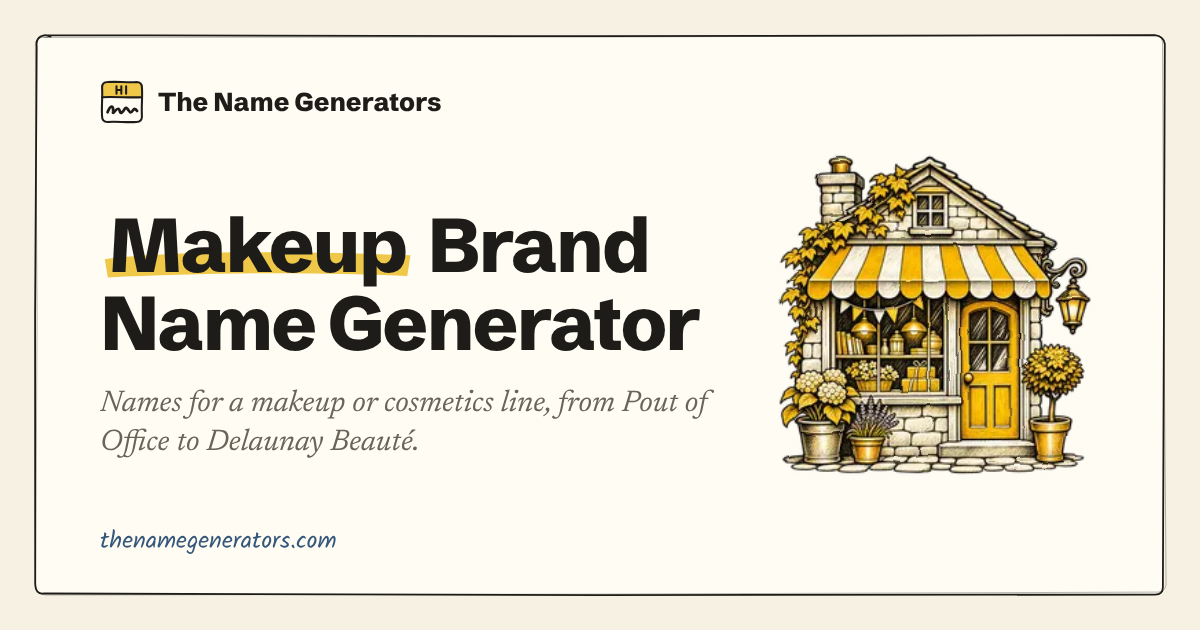 HI
The Name Generators
Makeup Brand
Name Generator
Names for a makeup or cosmetics line, from Pout of
Office to Delaunay Beauté.
thenamegenerators.com